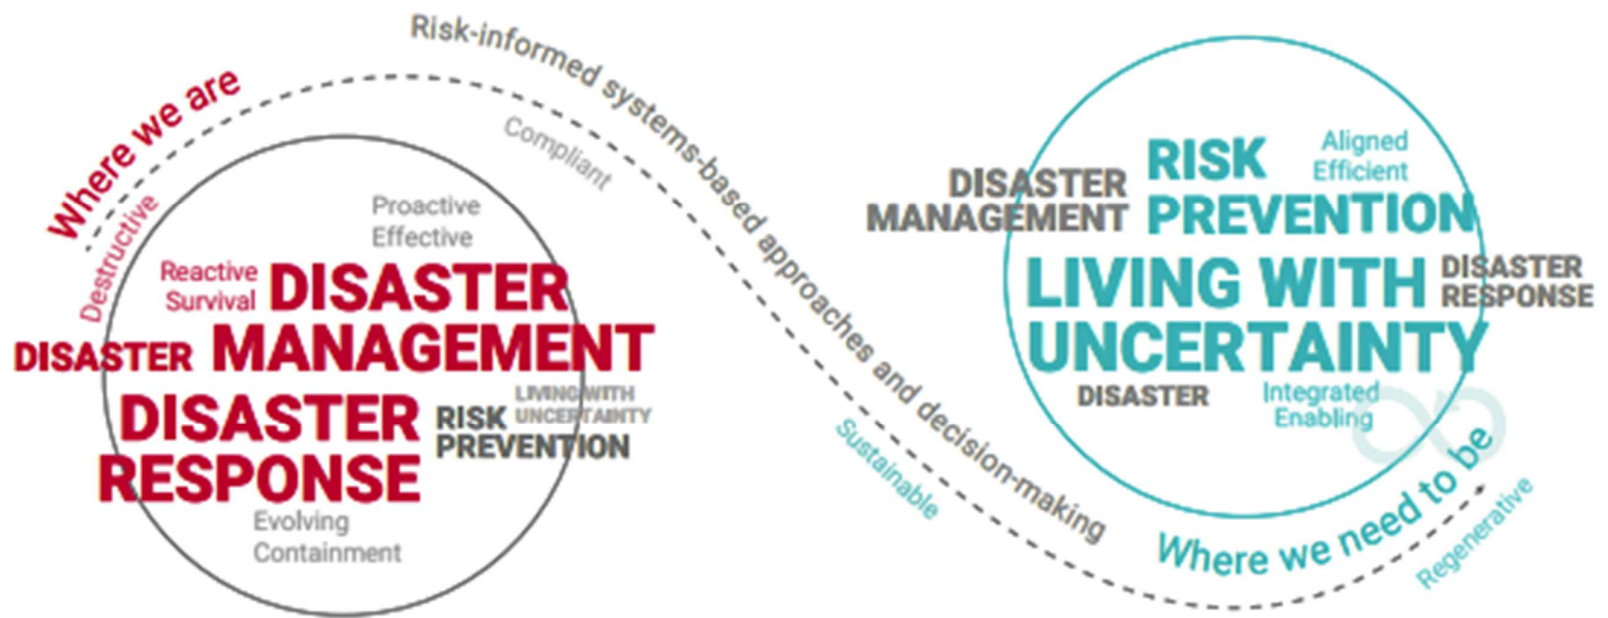 Where we are
Destructive
Risk-informed systems-based approaches and decision-making
Compliant
Proactive
Effective
Reactive
Survival
DISASTER
MANAGEMENT
DISASTER
DISASTER
RESPONSE
RISK
PREVENTION
LIVING WITH
UNCERTAINTY
Evolving
Containment
Sustainable
DISASTER
MANAGEMENT
RISK
PREVENTION
Aligned
Efficient
LIVING WITH
UNCERTAINTY
DISASTER
RESPONSE
DISASTER
Integrated
Enabling
Where we need to be
Regenerative